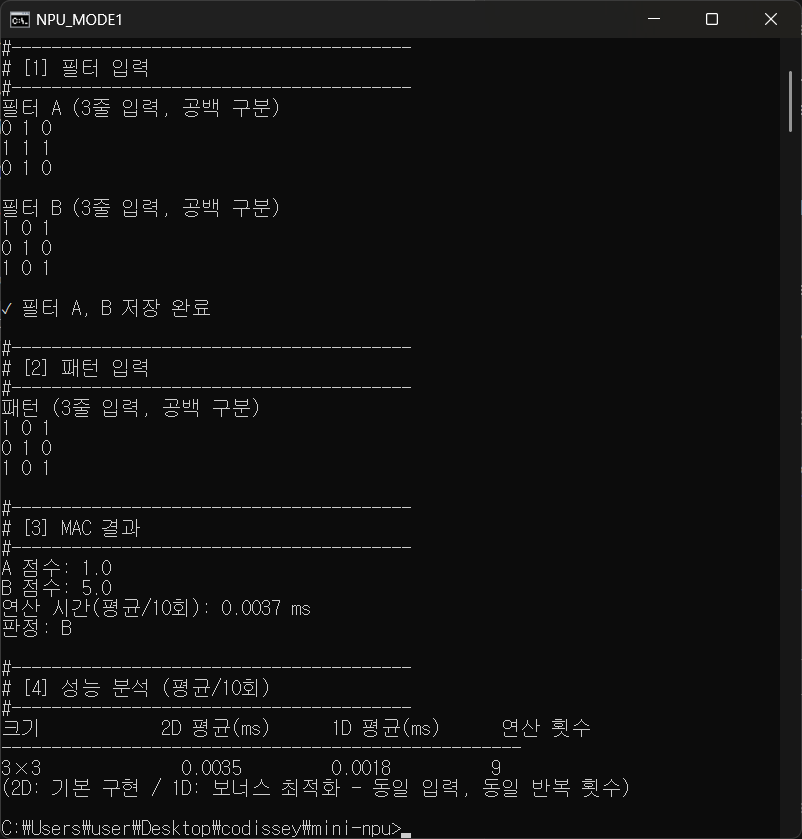 NPU_MODE1
#----------------------------------------
# [1] 필터 입력
#----------------------------------------
필터 A (3줄 입력, 공백 구분)
0 1 0
1 1 1
0 1 0
필터 B (3줄 입력, 공백 구분)
1 0 1
0 1 0
1 0 1
✓ 필터 A, B 저장 완료
#----------------------------------------
# [2] 패턴 입력
#----------------------------------------
패턴 (3줄 입력, 공백 구분)
1 0 1
0 1 0
1 0 1
#----------------------------------------
# [3] MAC 결과
#----------------------------------------
A 점수: 1.0
B 점수: 5.0
연산 시간(평균/10회): 0.0037 ms
판정: B
#----------------------------------------
# [4] 성능 분석 (평균/10회)
#----------------------------------------
크기 2D 평균(ms) 1D 평균(ms) 연산 횟수
----------------------------------------------------
3×3 0.0035 0.0018 9
(2D: 기본 구현 / 1D: 보너스 최적화 - 동일 입력, 동일 반복 횟수)
C:₩Users₩user₩Desktop₩codissey₩mini-npu>